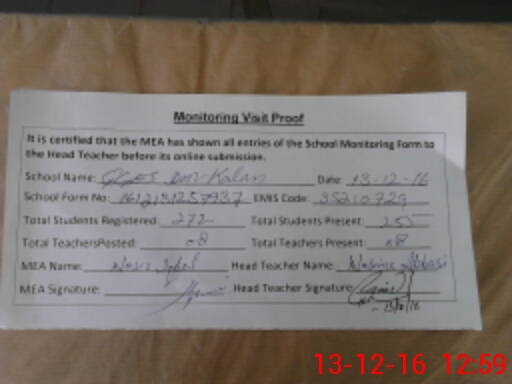 Monitoring Visit Proof
It is certified that the MEA has shown all entries of the School Monitoring Form to
the Head Teacher before its online submission.
School Name: Kalan Date: 13-12-16
School Form No: EMIS Code: 35210729
Total Students Registered: 272 Total Students Present: 255
Total TeachersPosted: 08 Total Teachers Present: 08
MEA Name: Head Teacher Name: Abbasi
MEA Signature: Head Teacher Signature:
13-12-16 12:59